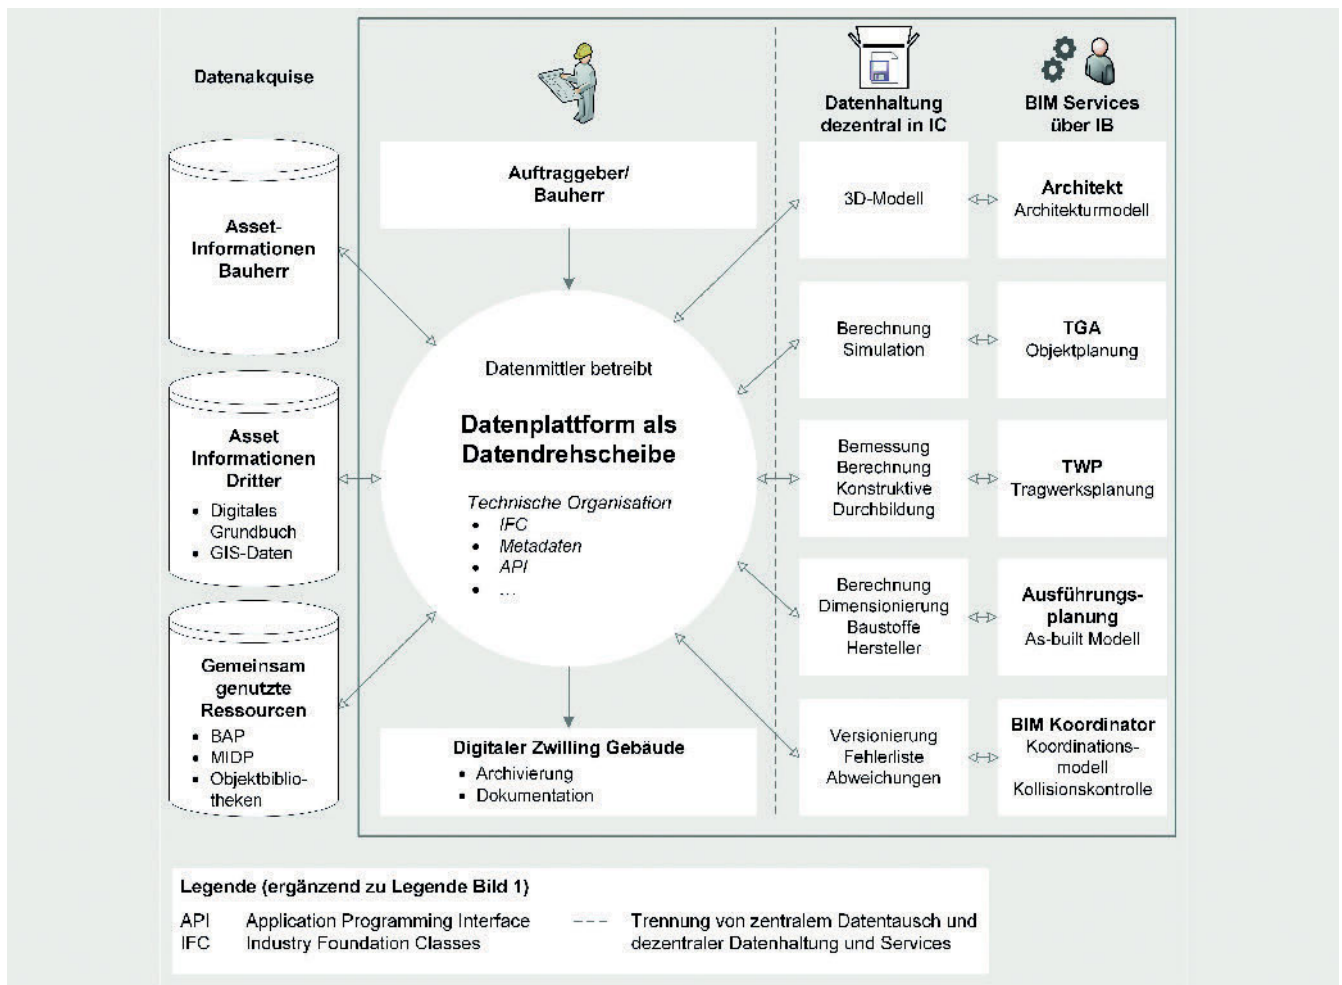 Datenakquise
Asset-
Informationen
Bauherr
Asset
Informationen
Dritter
• Digitales
Grundbuch
• GIS-Daten
Gemeinsam
genutzte
Ressourcen
• BAP
• MIDP
• Objektbiblio-
theken
Auftraggeber/
Bauherr
Datenmittler betreibt
Datenplattform als
Datendrehscheibe
Technische Organisation
• IFC
• Metadaten
• API
• ...
Digitaler Zwilling Gebäude
• Archivierung
• Dokumentation
Datenhaltung
dezentral in IC
3D-Modell
Berechnung
Simulation
Bemessung
Berechnung
Konstruktive
Durchbildung
Berechnung
Dimensionierung
Baustoffe
Hersteller
Versionierung
Fehlerliste
Abweichungen
BIM Services
über IB
Architekt
Architekturmodell
TGA
Objektplanung
TWP
Tragwerksplanung
Ausführungs-
planung
As-built Modell
BIM Koordinator
Koordinations-
modell
Kollisionskontrolle
Legende (ergänzend zu Legende Bild 1)
API Application Programming Interface
IFC Industry Foundation Classes
Trennung von zentralem Datentausch und
dezentraler Datenhaltung und Services